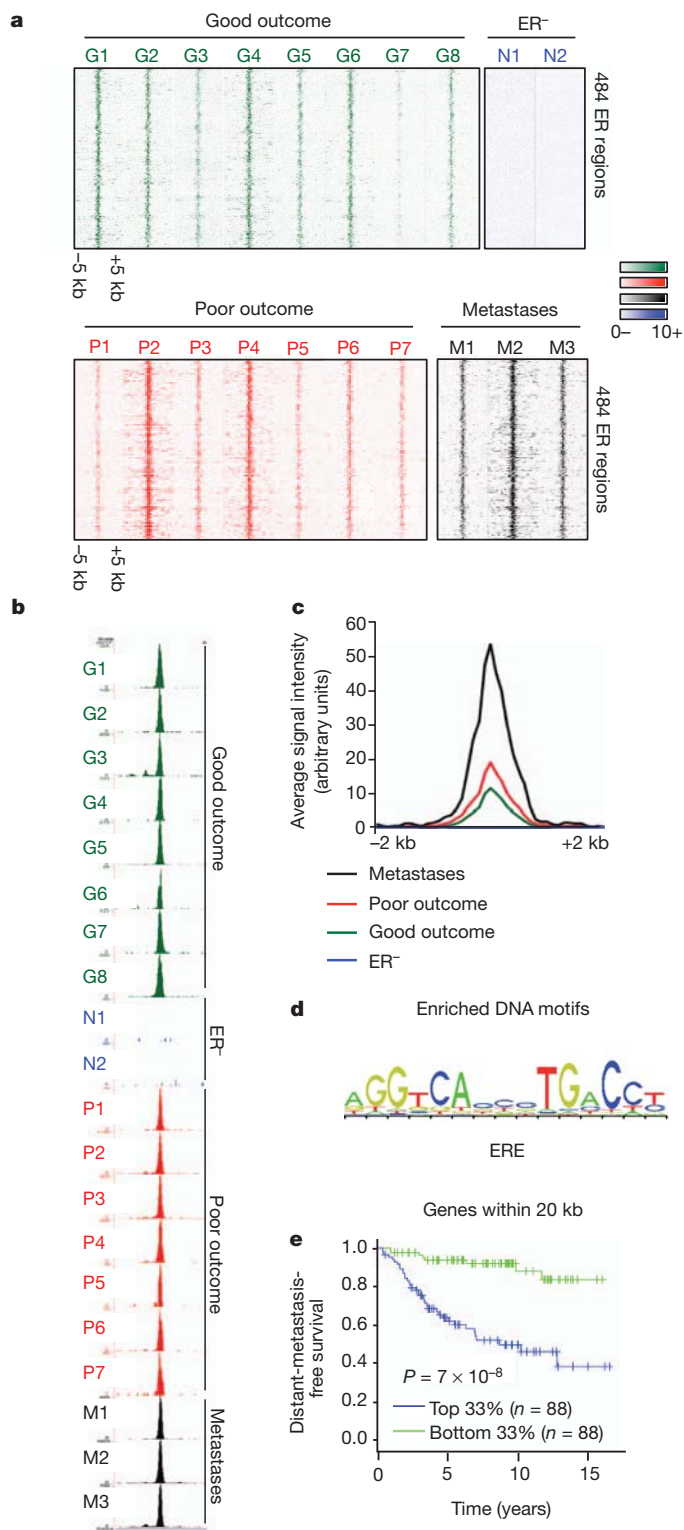 a
Good outcome
ER⁻
G1 G2 G3 G4 G5 G6 G7 G8
N1 N2
484 ER regions
–5 kb
+5 kb
0– 10+
Poor outcome
Metastases
P1 P2 P3 P4 P5 P6 P7
M1 M2 M3
484 ER regions
–5 kb
+5 kb
b
G1
G2
G3
G4
G5
G6
G7
G8
Good outcome
N1
N2
ER⁻
P1
P2
P3
P4
P5
P6
P7
Poor outcome
M1
M2
M3
Metastases
c
Average signal intensity
(arbitrary units)
60
50
40
30
20
10
0
–2 kb +2 kb
Metastases
Poor outcome
Good outcome
ER⁻
d
Enriched DNA motifs
AGGTCA TGACCT
ERE
Genes within 20 kb
e
Distant-metastasis-
free survival
1.0
0.8
0.6
0.4
0.2
0.0
P = 7 × 10⁻⁸
Top 33% (n = 88)
Bottom 33% (n = 88)
0 5 10 15
Time (years)